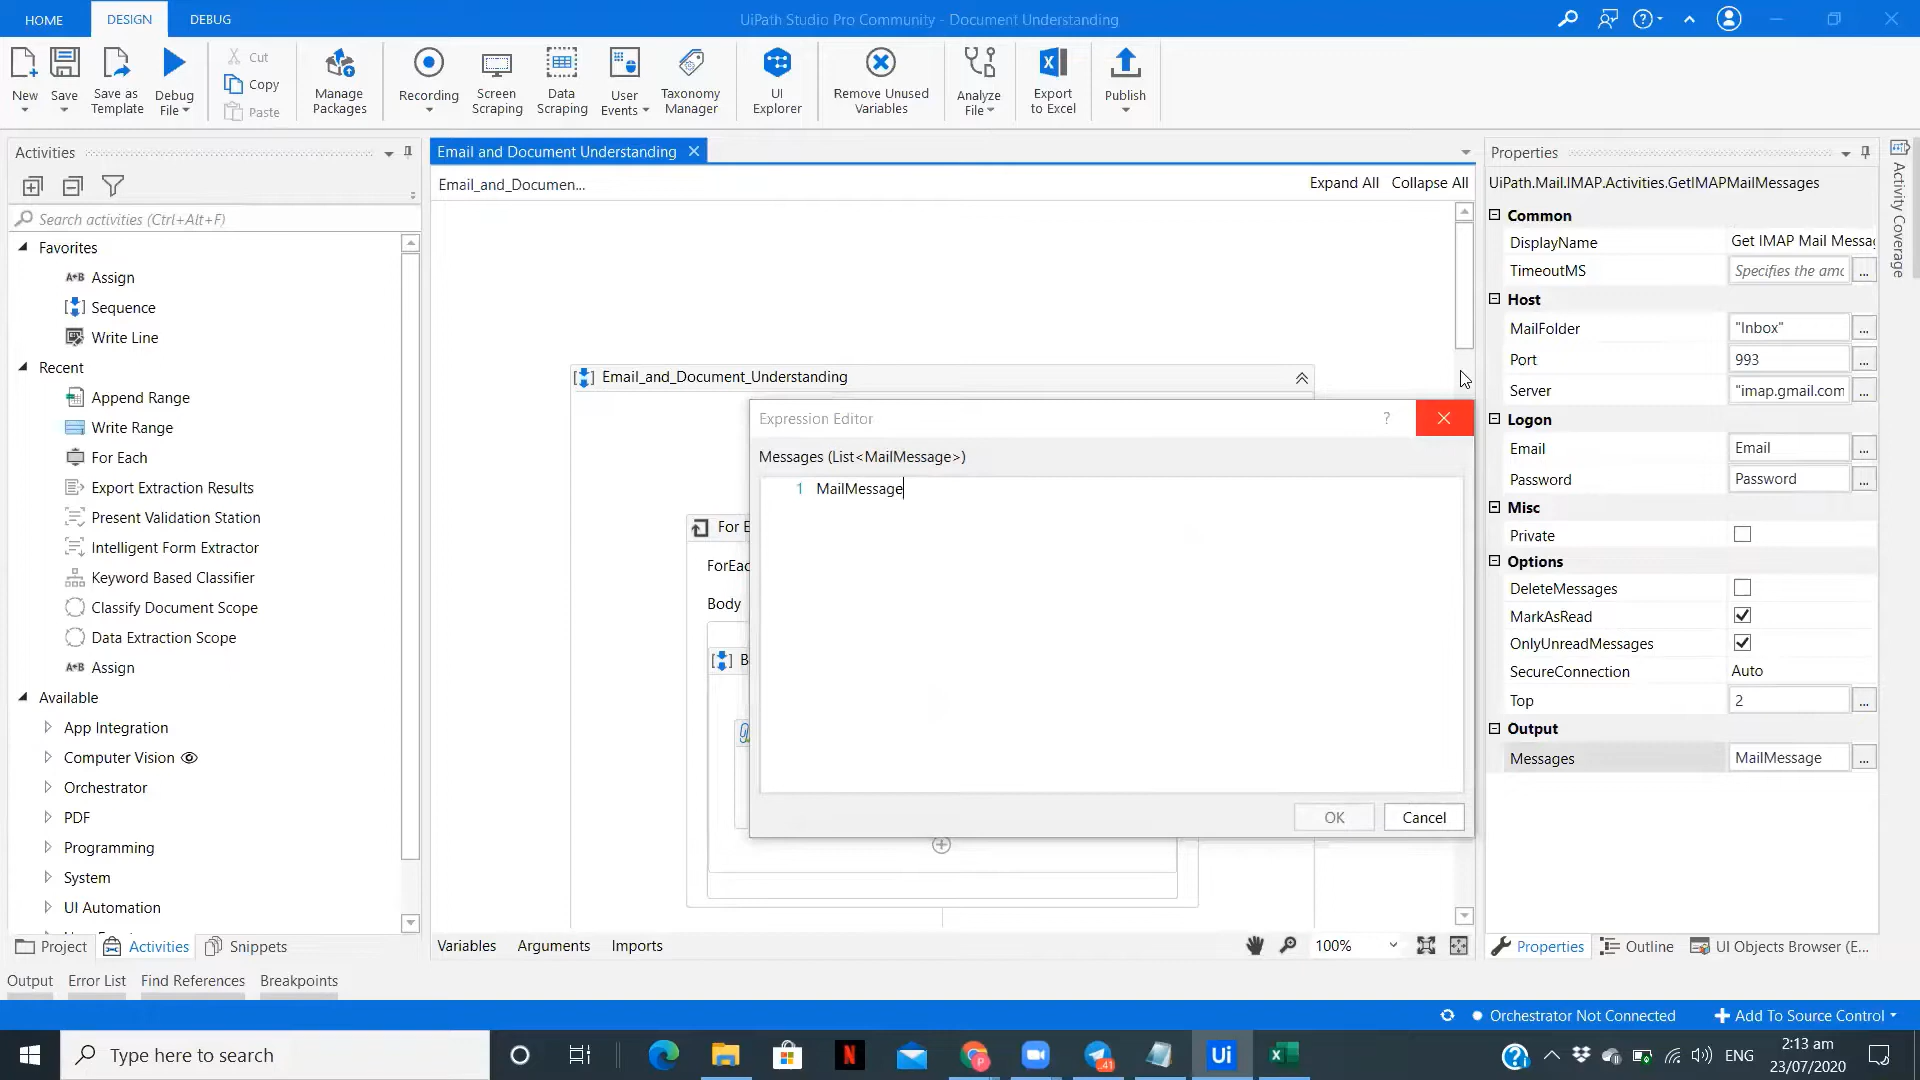 HOME
DESIGN
DEBUG
UiPath Studio Pro Community - Document Understanding
New
Save
Save as
Template
Debug
File
Cut
Copy
Paste
Manage
Packages
Recording
Screen
Scraping
Data
Scraping
User
Events
Taxonomy
Manager
UI
Explorer
Remove Unused
Variables
Analyze
File
Export
to Excel
Publish
Activities
Search activities (Ctrl+Alt+F)
Favorites
Assign
Sequence
Write Line
Recent
Append Range
Write Range
For Each
Export Extraction Results
Present Validation Station
Intelligent Form Extractor
Keyword Based Classifier
Classify Document Scope
Data Extraction Scope
Assign
Available
App Integration
Computer Vision
Orchestrator
PDF
Programming
System
UI Automation
Project
Activities
Snippets
Email and Document Understanding
Email_and_Documen...
Expand All
Collapse All
Email_and_Document_Understanding
For E
ForEac
Body
B
Expression Editor
?
Messages (List<MailMessage>)
1 MailMessage
OK
Cancel
Variables
Arguments
Imports
100%
Properties
UiPath.Mail.IMAP.Activities.GetIMAPMailMessages
Common
DisplayName
Get IMAP Mail Messa
TimeoutMS
Specifies the amo
...
Host
MailFolder
"Inbox"
...
Port
993
...
Server
"imap.gmail.com
...
Logon
Email
Email
...
Password
Password
...
Misc
Private
Options
DeleteMessages
MarkAsRead
OnlyUnreadMessages
SecureConnection
Auto
Top
2
...
Output
Messages
MailMessage
...
Properties
Outline
UI Objects Browser (E...
Activity Coverage
Output
Error List
Find References
Breakpoints
Orchestrator Not Connected
Add To Source Control
Type here to search
41
Ui
ENG
2:13 am
23/07/2020